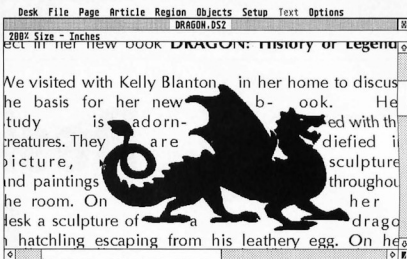 Desk File Page Article Region Objects Setup Text Options
DRAGON.DS2
200% Size - Inches
ect in her new book DRAGON: History or Legend
We visited with Kelly Blanton in her home to discus
he basis for her new b- ook. He
study is adorn- ed with th
creatures. They are diefied i
picture, sculpture
and paintings throughou
he room. On her
desk a sculpture of a drago
n hatchling escaping from his leathery egg. On he